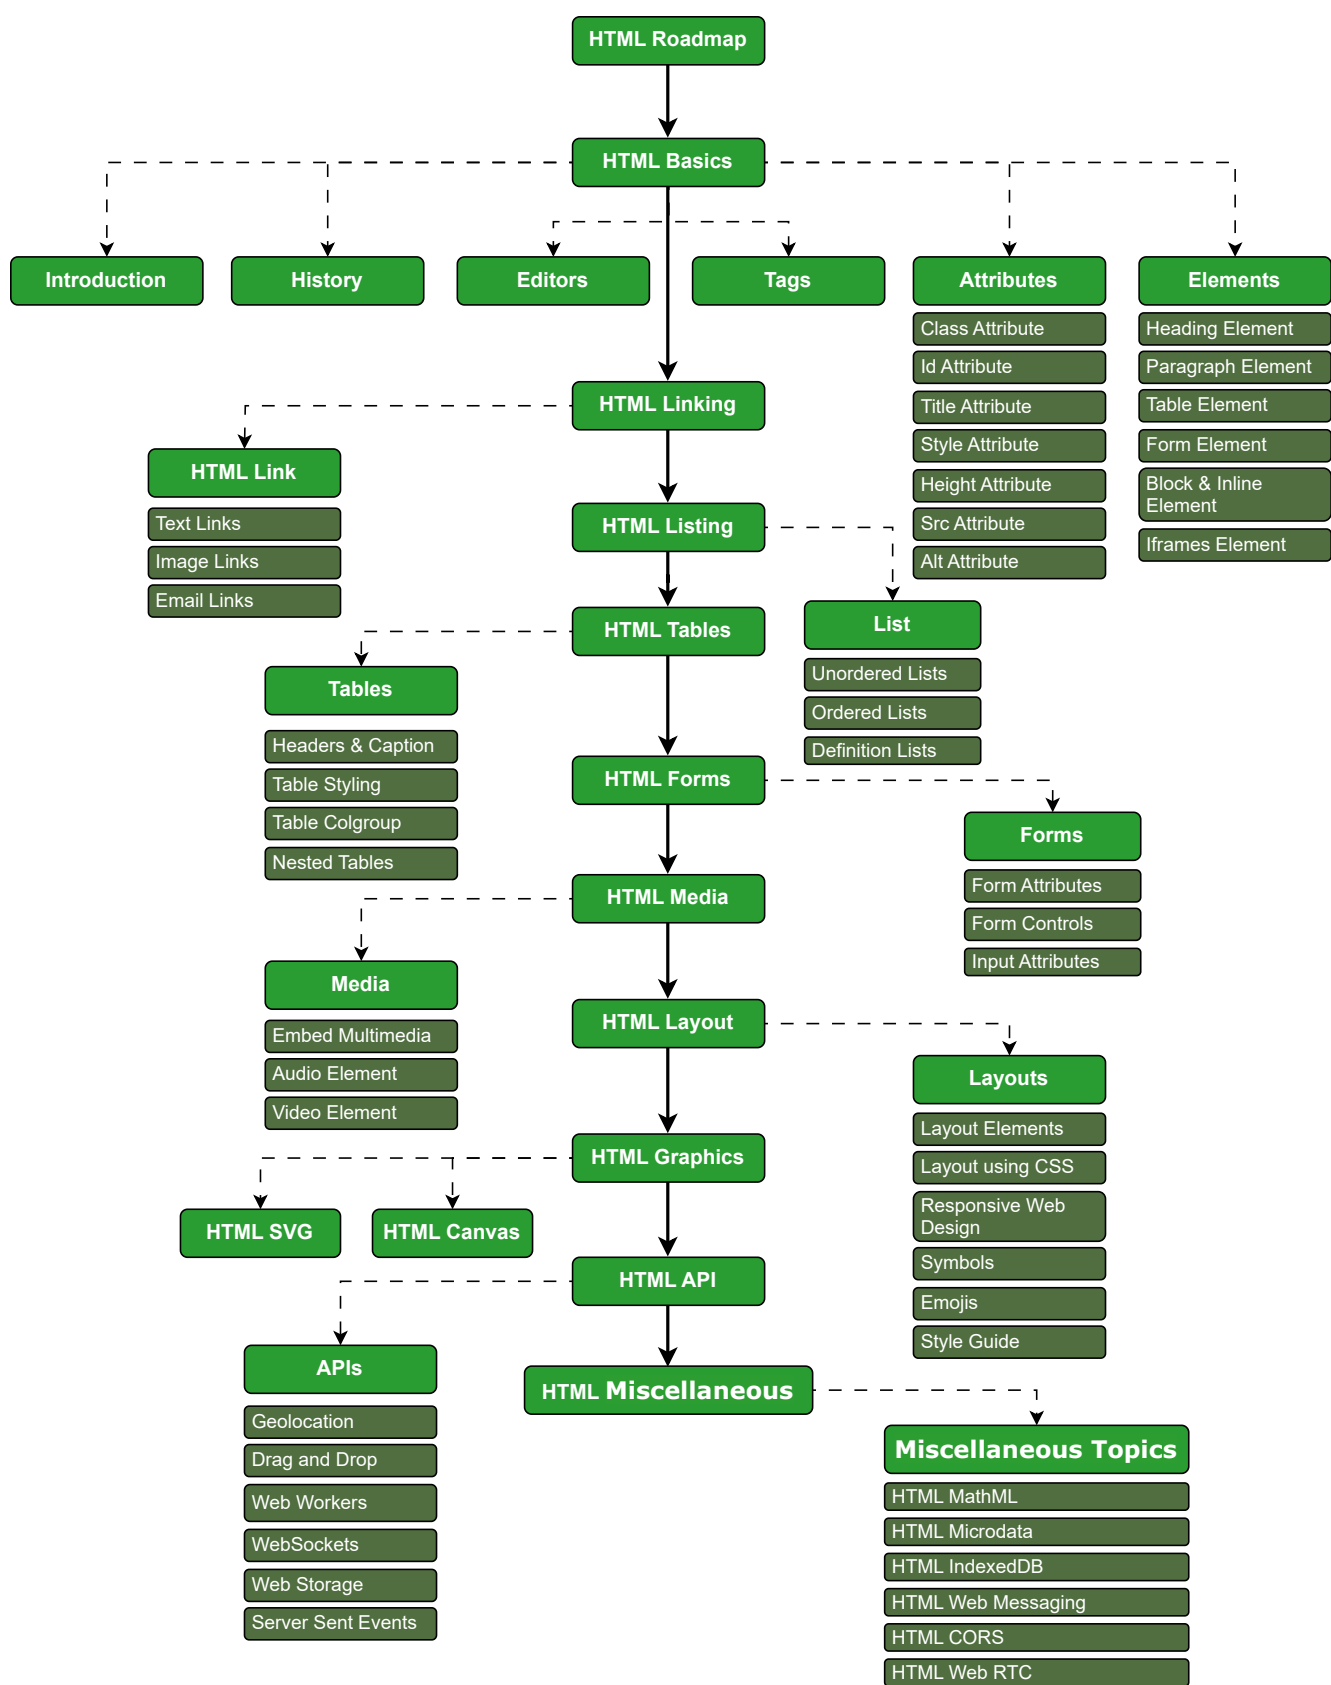 HTML Roadmap
HTML Basics
Introduction
History
Editors
Tags
Attributes
Class Attribute
Id Attribute
Title Attribute
Style Attribute
Height Attribute
Src Attribute
Alt Attribute
Elements
Heading Element
Paragraph Element
Table Element
Form Element
Block & Inline
Element
Iframes Element
HTML Linking
HTML Link
Text Links
Image Links
Email Links
HTML Listing
List
Unordered Lists
Ordered Lists
Definition Lists
HTML Tables
Tables
Headers & Caption
Table Styling
Table Colgroup
Nested Tables
HTML Forms
Forms
Form Attributes
Form Controls
Input Attributes
HTML Media
Media
Embed Multimedia
Audio Element
Video Element
HTML Layout
Layouts
Layout Elements
Layout using CSS
Responsive Web
Design
Symbols
Emojis
Style Guide
HTML Graphics
HTML SVG
HTML Canvas
HTML API
APIs
Geolocation
Drag and Drop
Web Workers
WebSockets
Web Storage
Server Sent Events
HTML Miscellaneous
Miscellaneous Topics
HTML MathML
HTML Microdata
HTML IndexedDB
HTML Web Messaging
HTML CORS
HTML Web RTC